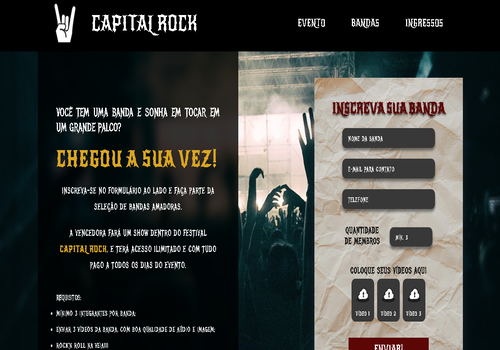 CAPITAL ROCK
EVENTO BANDAS INGRESSOS
VOCÊ TEM UMA BANDA E SONHA EM TOCAR EM
UM GRANDE PALCO?
CHEGOU A SUA VEZ!
INSCREVA-SE NO FORMULÁRIO AO LADO E FAÇA PARTE DA
SELEÇÃO DE BANDAS AMADORAS.
A VENCEDORA FARÁ UM SHOW DENTRO DO FESTIVAL
CAPITAL ROCK, E TERÁ ACESSO ILIMITADO E COM TUDO
PAGO A TODOS OS DIAS DO EVENTO.
REQUISITOS:
• MÍNIMO 3 INTEGRANTES POR BANDA;
• ENVIAR 3 VÍDEOS DA BANDA COM BOA QUALIDADE DE ÁUDIO E IMAGEM;
• ROCK'N ROLL NA VEIA!!!
INSCREVA SUA BANDA
NOME DA BANDA
E-MAIL PARA CONTATO
TELEFONE
QUANTIDADE
DE MEMBROS
MÍN. 3
COLOQUE SEUS VÍDEOS AQUI
VÍDEO 1 VÍDEO 2 VÍDEO 3
ENVIAR!